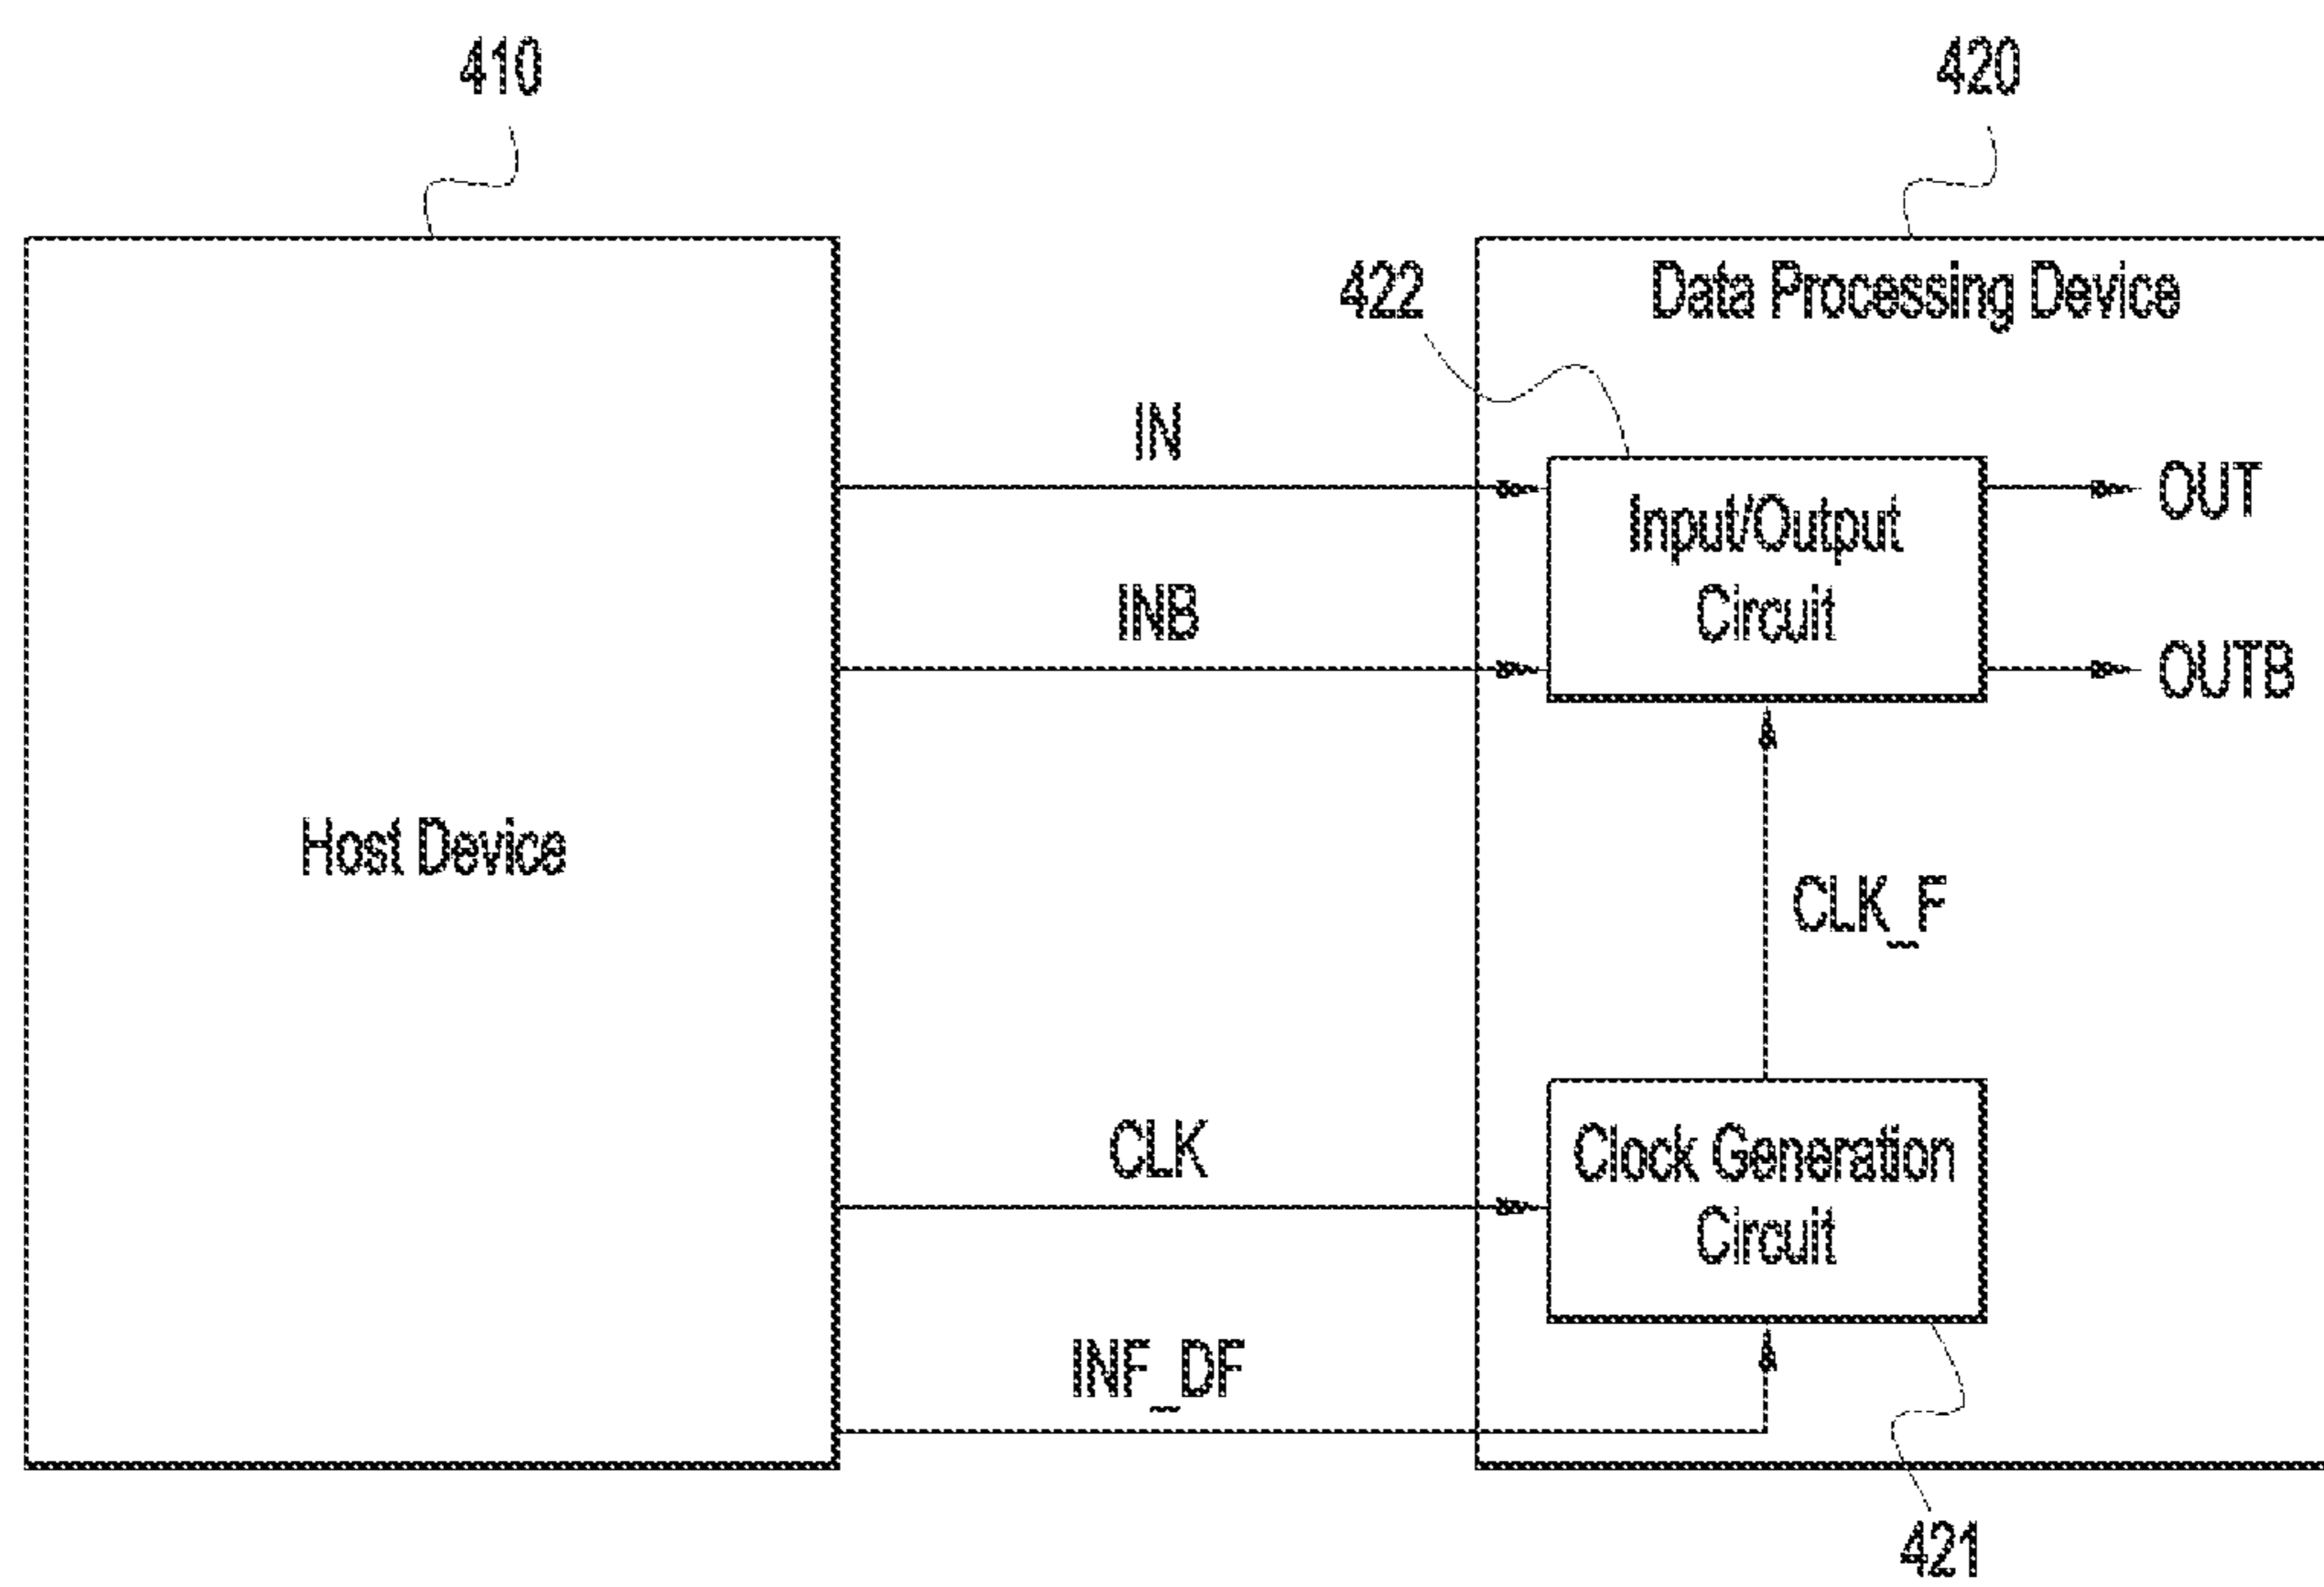 410
420
Data Processing Device
422
IN
Input/Output
Circuit
OUT
INB
OUTB
Host Device
CLK_F
CLK
Clock Generation
Circuit
INF_DF
421